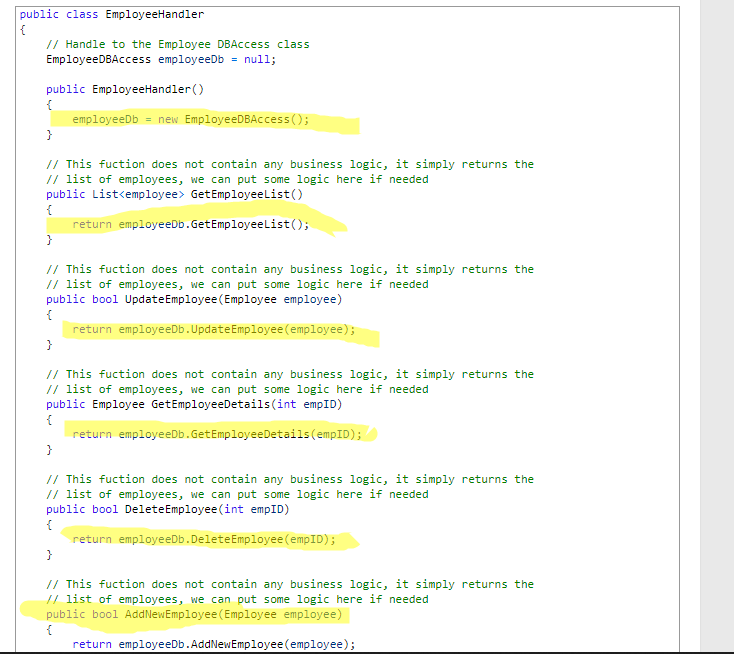 public class EmployeeHandler
{
// Handle to the Employee DBAccess class
EmployeeDBAccess employeeDb = null;
public EmployeeHandler()
{
employeeDb = new EmployeeDBAccess();
}
// This fuction does not contain any business logic, it simply returns the
// list of employees, we can put some logic here if needed
public List<employee> GetEmployeeList()
{
return employeeDb.GetEmployeeList();
}
// This fuction does not contain any business logic, it simply returns the
// list of employees, we can put some logic here if needed
public bool UpdateEmployee(Employee employee)
{
return employeeDb.UpdateEmployee(employee);
}
// This fuction does not contain any business logic, it simply returns the
// list of employees, we can put some logic here if needed
public Employee GetEmployeeDetails(int empID)
{
return employeeDb.GetEmployeeDetails(empID);
}
// This fuction does not contain any business logic, it simply returns the
// list of employees, we can put some logic here if needed
public bool DeleteEmployee(int empID)
{
return employeeDb.DeleteEmployee(empID);
}
// This fuction does not contain any business logic, it simply returns the
// list of employees, we can put some logic here if needed
public bool AddNewEmployee(Employee employee)
{
return employeeDb.AddNewEmployee(employee);